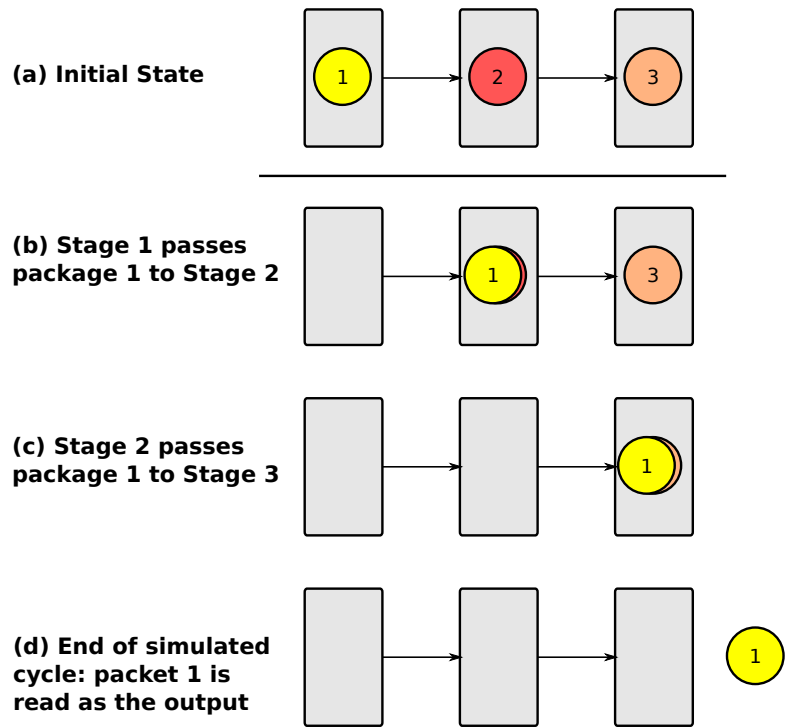 (a) Initial State
1
2
3
(b) Stage 1 passes
package 1 to Stage 2
1
3
(c) Stage 2 passes
package 1 to Stage 3
1
(d) End of simulated
cycle: packet 1 is
read as the output
1